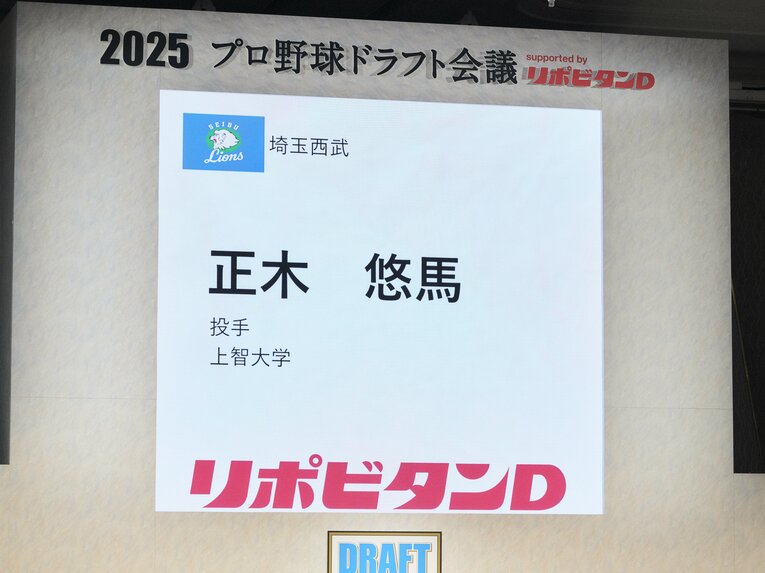 2025 プロ野球ドラフト会議 supported by リポビタンD
SEIBU
Lions
埼玉西武
正木　悠馬
投手
上智大学
リポビタンD
DRAFT